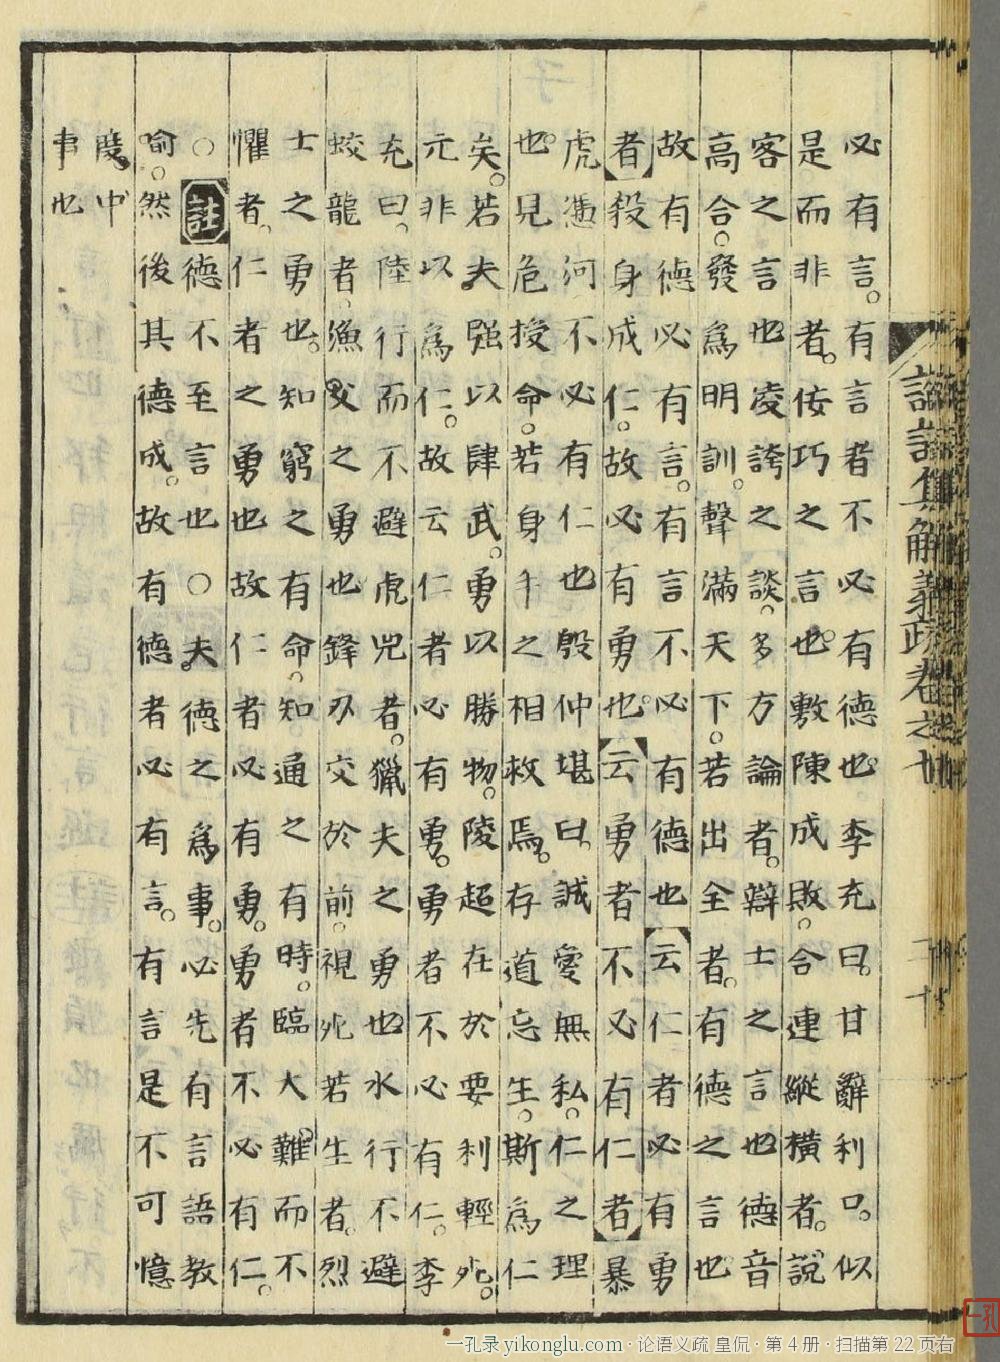 論語集解義疏卷之七
必有言。有言者不必有德也李充曰。甘辭利口。似
是而非者。佞巧之言也敷陳成敗。合連縱橫者。說
客之言也凌誇之談。多方論者。辯士之言也德音
高合。發爲明訓。聲滿天下。若出全者。有德之言也
故有德必有言。有言不必有德也云仁者必有勇
者殺身成仁。故必有勇也云勇者不必有仁者暴
虎憑河不必有仁也殷仲堪曰。誠愛無私。仁之理
也。見危授命。若身手之相救焉。存道忘生。斯爲仁
矣。若夫强以肆武。勇以勝物。陵超在於要利輕死。
元非以爲仁。故云仁者必有勇。勇者不必有仁。李
充曰。陸行而不避虎兕者。獵夫之勇也水行不避
蛟龍者。漁父之勇也鋒刃交於前。視死若生者。烈
士之勇也。知窮之有命。知通之有時。臨大難而不
懼者。仁者之勇也故仁者必有勇。勇者不必有仁。
○註德不至言也○夫德之爲事。必先有言語教
喻。然後其德成。故有德者必有言。有言是不可憶
度中
事也
一孔
一孔录 yikonglu.com · 论语义疏 皇侃 · 第 4 册 · 扫描第 22 页右